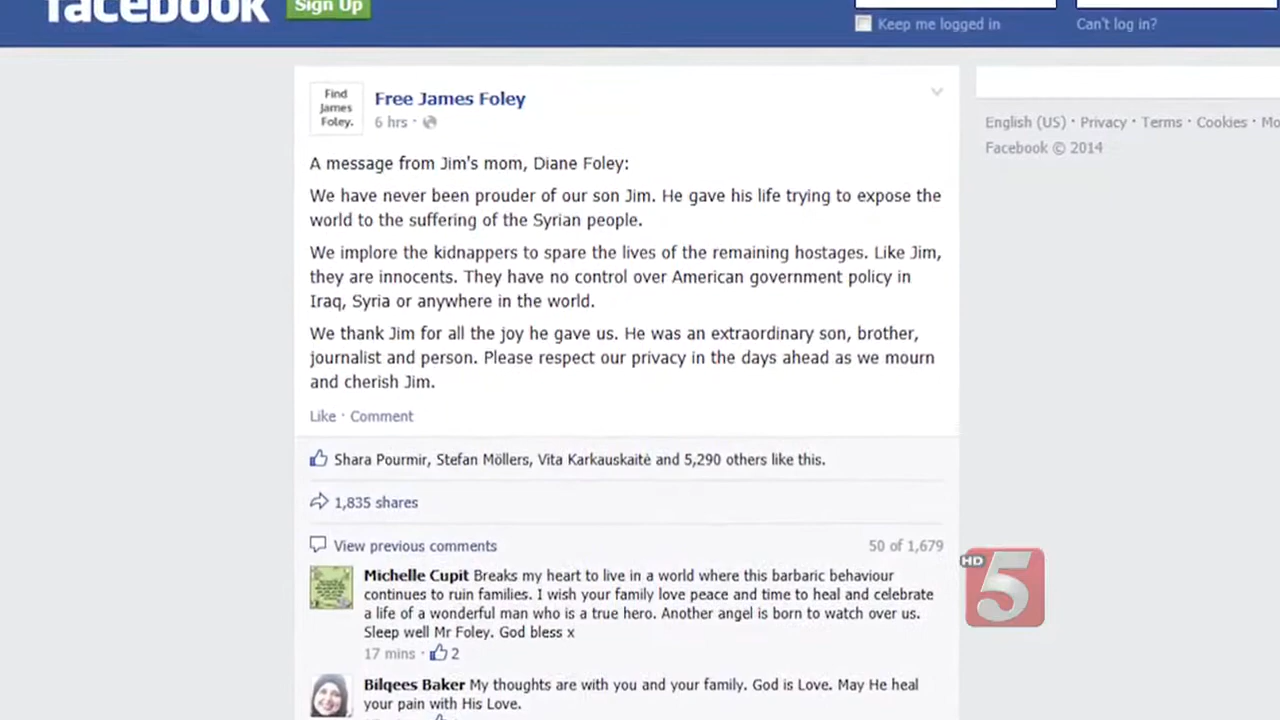 facebook
Sign Up
Keep me logged in
Can't log in?
Find
James
Foley.
Free James Foley
6 hrs ·
A message from Jim's mom, Diane Foley:
We have never been prouder of our son Jim. He gave his life trying to expose the
world to the suffering of the Syrian people.
We implore the kidnappers to spare the lives of the remaining hostages. Like Jim,
they are innocents. They have no control over American government policy in
Iraq, Syria or anywhere in the world.
We thank Jim for all the joy he gave us. He was an extraordinary son, brother,
journalist and person. Please respect our privacy in the days ahead as we mourn
and cherish Jim.
Like · Comment
Shara Pourmir, Stefan Möllers, Vita Karkauskaitė and 5,290 others like this.
1,835 shares
View previous comments
50 of 1,679
Michelle Cupit Breaks my heart to live in a world where this barbaric behaviour
continues to ruin families. I wish your family love peace and time to heal and celebrate
a life of a wonderful man who is a true hero. Another angel is born to watch over us.
Sleep well Mr Foley. God bless x
17 mins · 2
Bilqees Baker My thoughts are with you and your family. God is Love. May He heal
your pain with His Love.
English (US) · Privacy · Terms · Cookies · Mo
Facebook © 2014
HD
5